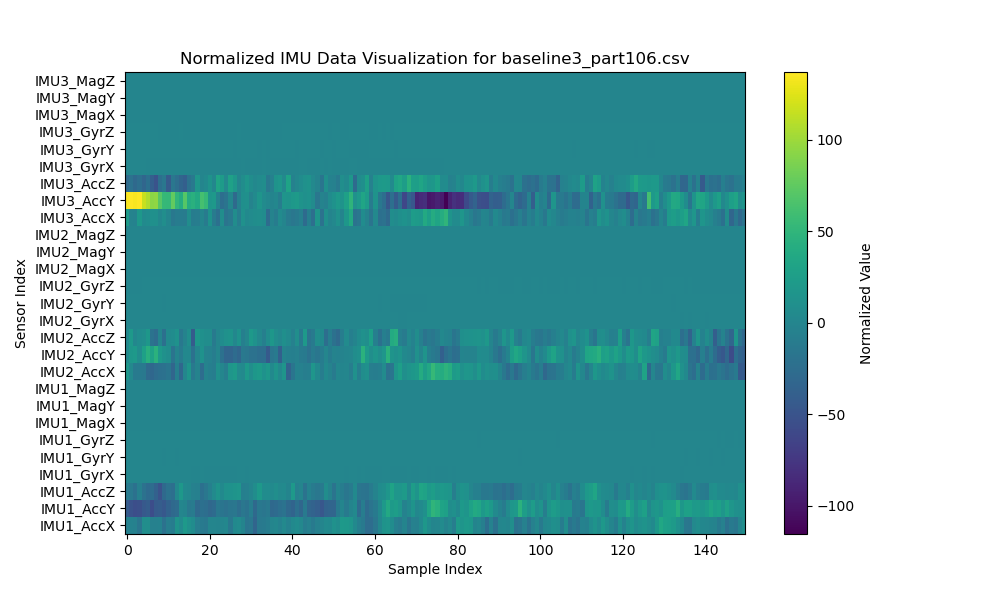 Normalized IMU Data Visualization for baseline3_part106.csv
IMU3_MagZ
IMU3_MagY
IMU3_MagX
IMU3_GyrZ
IMU3_GyrY
IMU3_GyrX
IMU3_AccZ
IMU3_AccY
IMU3_AccX
IMU2_MagZ
IMU2_MagY
IMU2_MagX
IMU2_GyrZ
IMU2_GyrY
IMU2_GyrX
IMU2_AccZ
IMU2_AccY
IMU2_AccX
IMU1_MagZ
IMU1_MagY
IMU1_MagX
IMU1_GyrZ
IMU1_GyrY
IMU1_GyrX
IMU1_AccZ
IMU1_AccY
IMU1_AccX
Sensor Index
0 20 40 60 80 100 120 140
Sample Index
100
50
0
−50
−100
Normalized Value